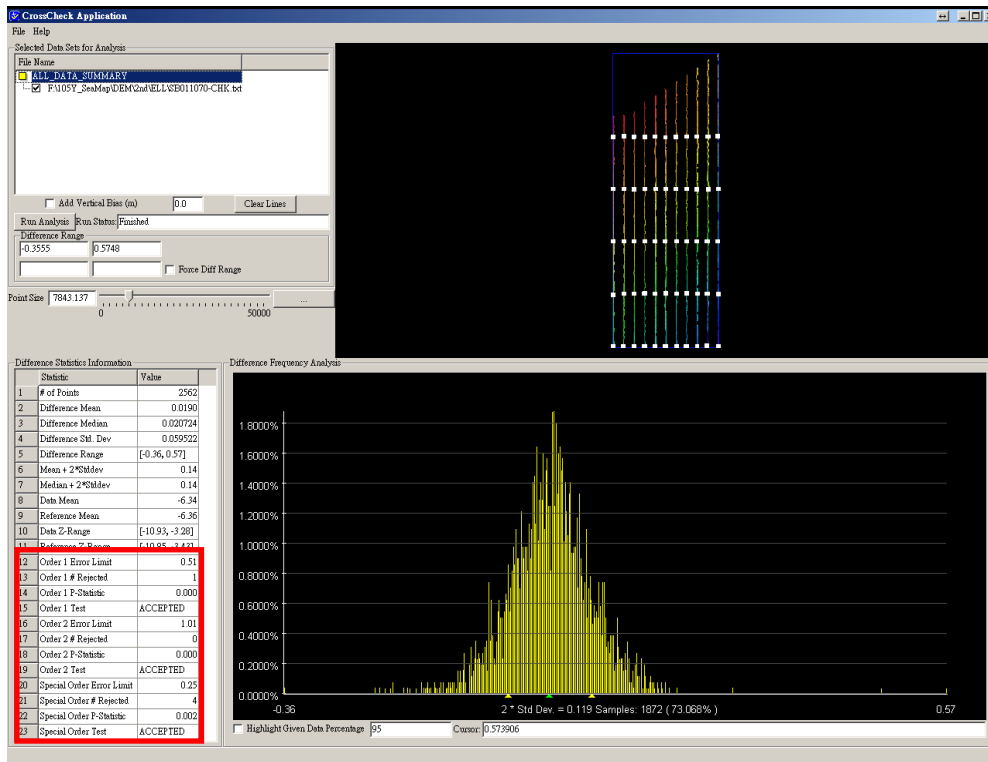 CrossCheck Application
File Help
Selected Data Sets for Analysis
File Name
ALL_DATA_SUMMARY
F:\105Y_SeaMap\DEM\2nd\ELL\SB011070-CHK.txt
Add Vertical Bias (m) 0.0 Clear Lines
Run Analysis Run Status: Finished
Difference Range
-0.3555 0.5748
Force Diff Range
Point Size 7843.137 ...
0 50000
Difference Statistics Information
Statistic Value
1 # of Points 2562
2 Difference Mean 0.0190
3 Difference Median 0.020724
4 Difference Std. Dev 0.059522
5 Difference Range [-0.36, 0.57]
6 Mean + 2*Stddev 0.14
7 Median + 2*Stddev 0.14
8 Data Mean -6.34
9 Reference Mean -6.36
10 Data Z-Range [-10.93, -3.28]
11 Reference Z-Range [-10.95, -3.43]
12 Order 1 Error Limit 0.51
13 Order 1 # Rejected 1
14 Order 1 P-Statistic 0.000
15 Order 1 Test ACCEPTED
16 Order 2 Error Limit 1.01
17 Order 2 # Rejected 0
18 Order 2 P-Statistic 0.000
19 Order 2 Test ACCEPTED
20 Special Order Error Limit 0.25
21 Special Order # Rejected 4
22 Special Order P-Statistic 0.002
23 Special Order Test ACCEPTED
Difference Frequency Analysis
1.8000%
1.6000%
1.4000%
1.2000%
1.0000%
0.8000%
0.6000%
0.4000%
0.2000%
0.0000%
-0.36 2 * Std Dev. = 0.119 Samples: 1872 ( 73.068% ) 0.57
Highlight Given Data Percentage 95 Cursor: 0.573906